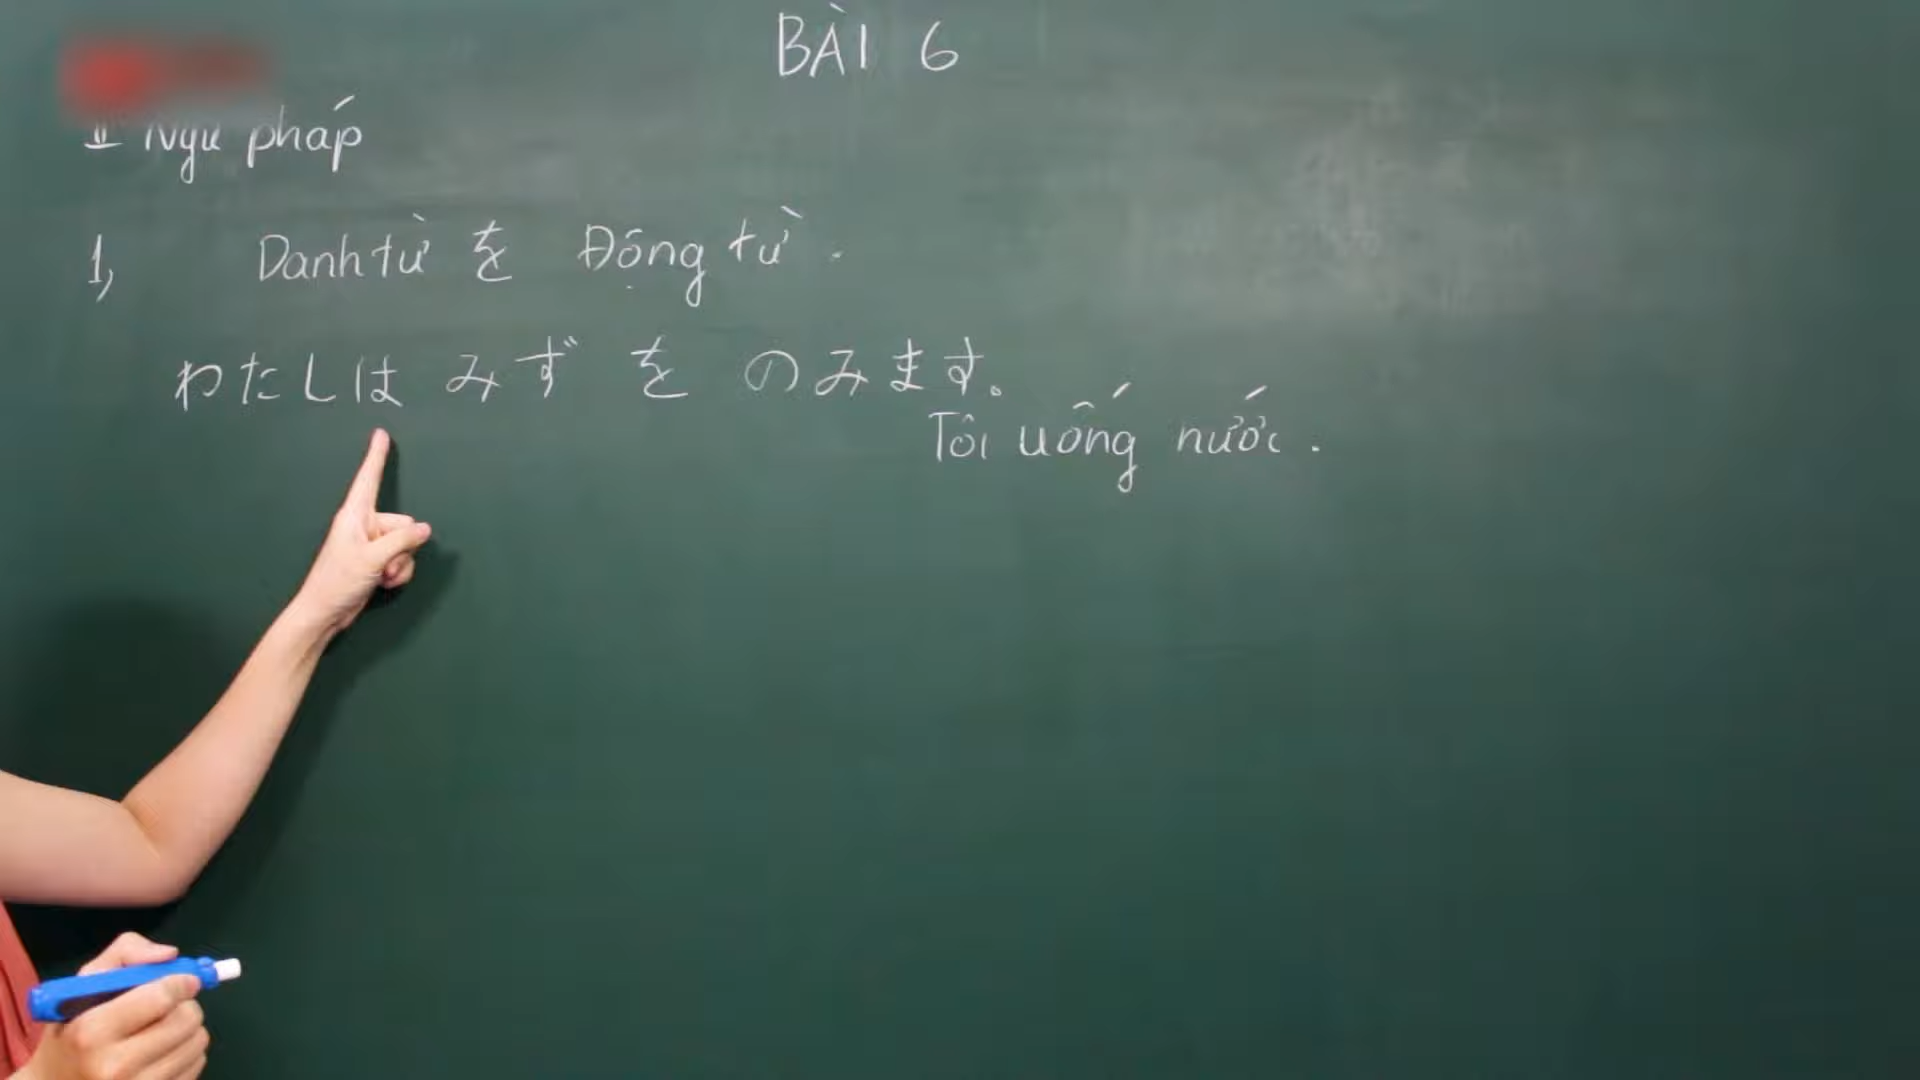 BÀI 6
II Ngữ pháp
1, Danh từ を Động từ.
わたしは みず を のみます。
Tôi uống nước.